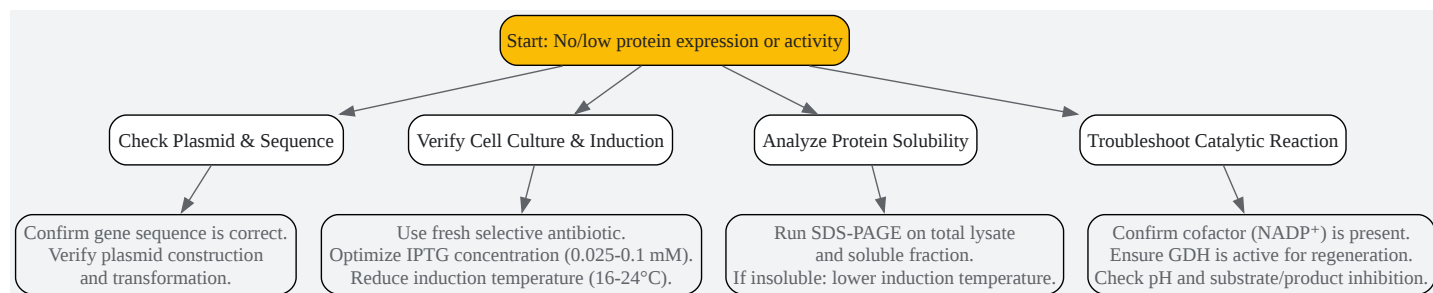 Start: No/low protein expression or activity
Check Plasmid & Sequence
Verify Cell Culture & Induction
Analyze Protein Solubility
Troubleshoot Catalytic Reaction
Confirm gene sequence is correct.
Verify plasmid construction
and transformation.
Use fresh selective antibiotic.
Optimize IPTG concentration (0.025-0.1 mM).
Reduce induction temperature (16-24°C).
Run SDS-PAGE on total lysate
and soluble fraction.
If insoluble: lower induction temperature.
Confirm cofactor (NADP⁺) is present.
Ensure GDH is active for regeneration.
Check pH and substrate/product inhibition.